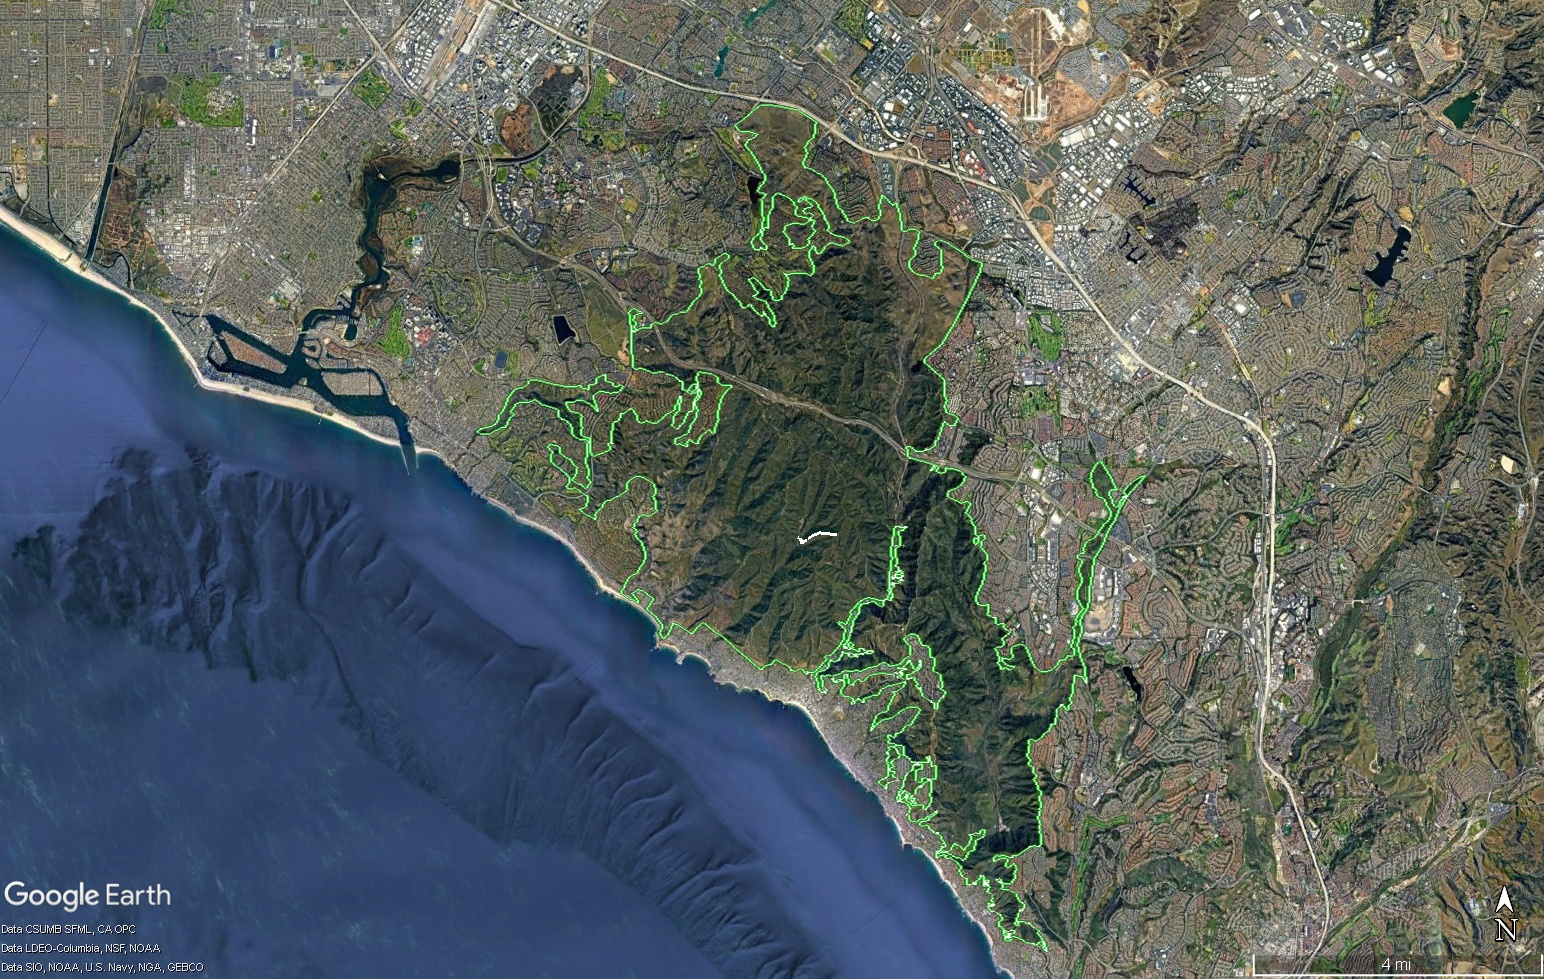 Google Earth
Data CSUMB SFML, CA OPC
Data LDEO-Columbia, NSF, NOAA
Data SIO, NOAA, U.S. Navy, NGA, GEBCO
N
4 mi